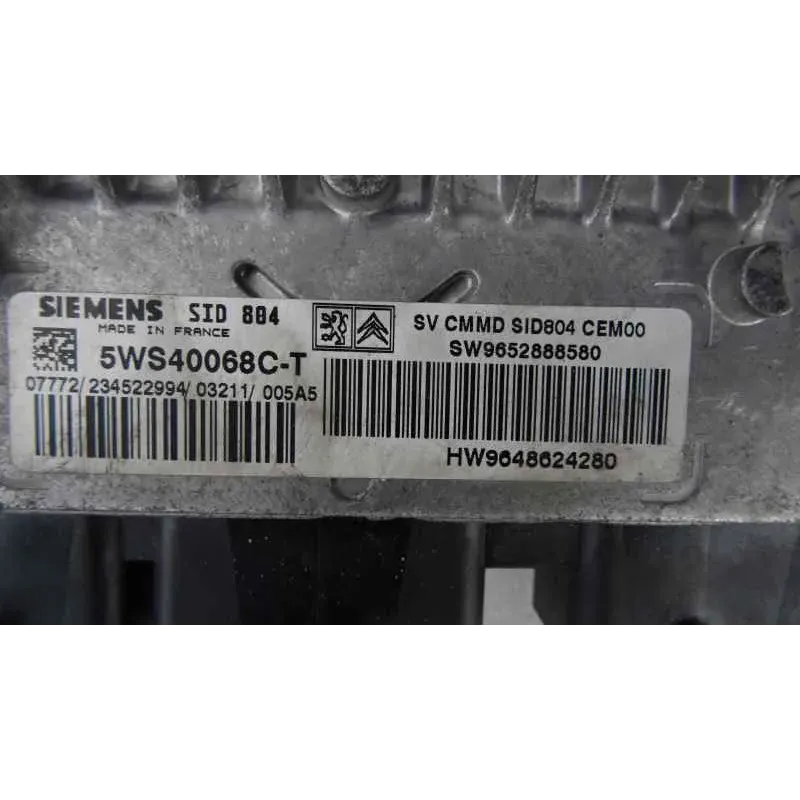 SIEMENS SID 804
MADE IN FRANCE
5WS40068C-T
07772/234522994/03211/005A5
SV CMMD SID804 CEM00
SW9652888580
HW9648624280